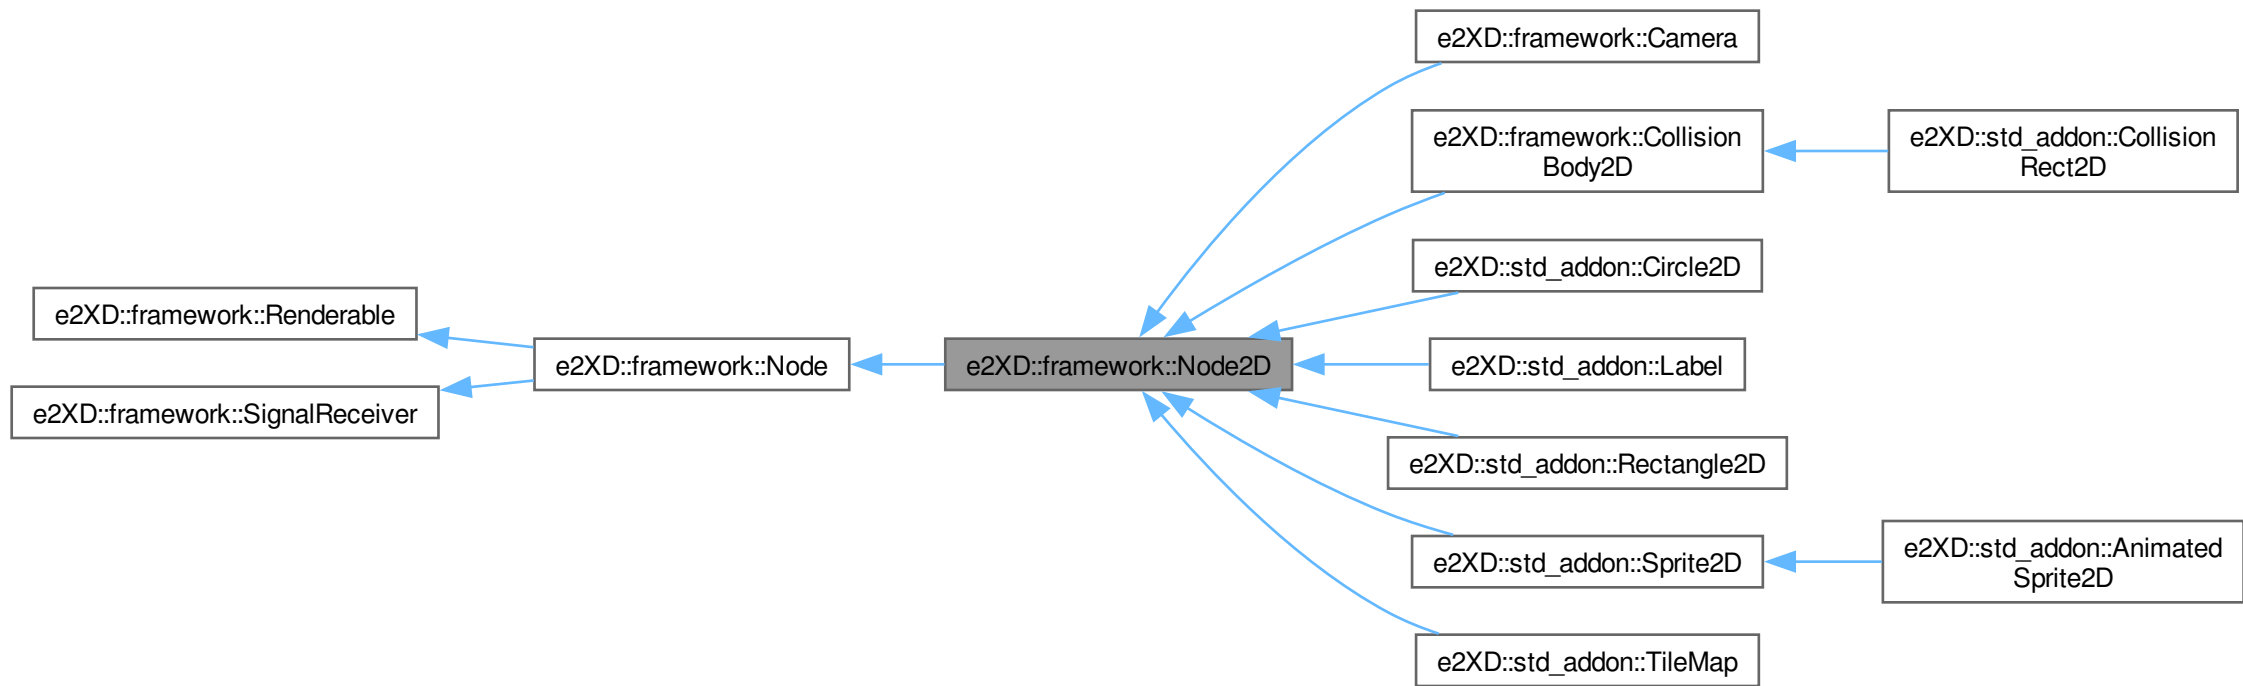 e2XD::framework::Renderable
e2XD::framework::SignalReceiver
e2XD::framework::Node
e2XD::framework::Node2D
e2XD::framework::Camera
e2XD::framework::Collision
Body2D
e2XD::std_addon::Collision
Rect2D
e2XD::std_addon::Circle2D
e2XD::std_addon::Label
e2XD::std_addon::Rectangle2D
e2XD::std_addon::Sprite2D
e2XD::std_addon::Animated
Sprite2D
e2XD::std_addon::TileMap